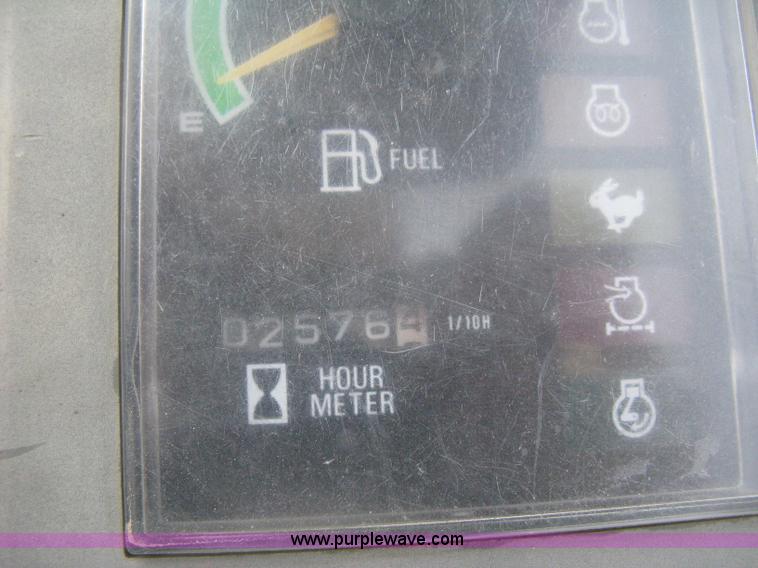 E
FUEL
02576 1/10H
HOUR
METER
www.purplewave.com